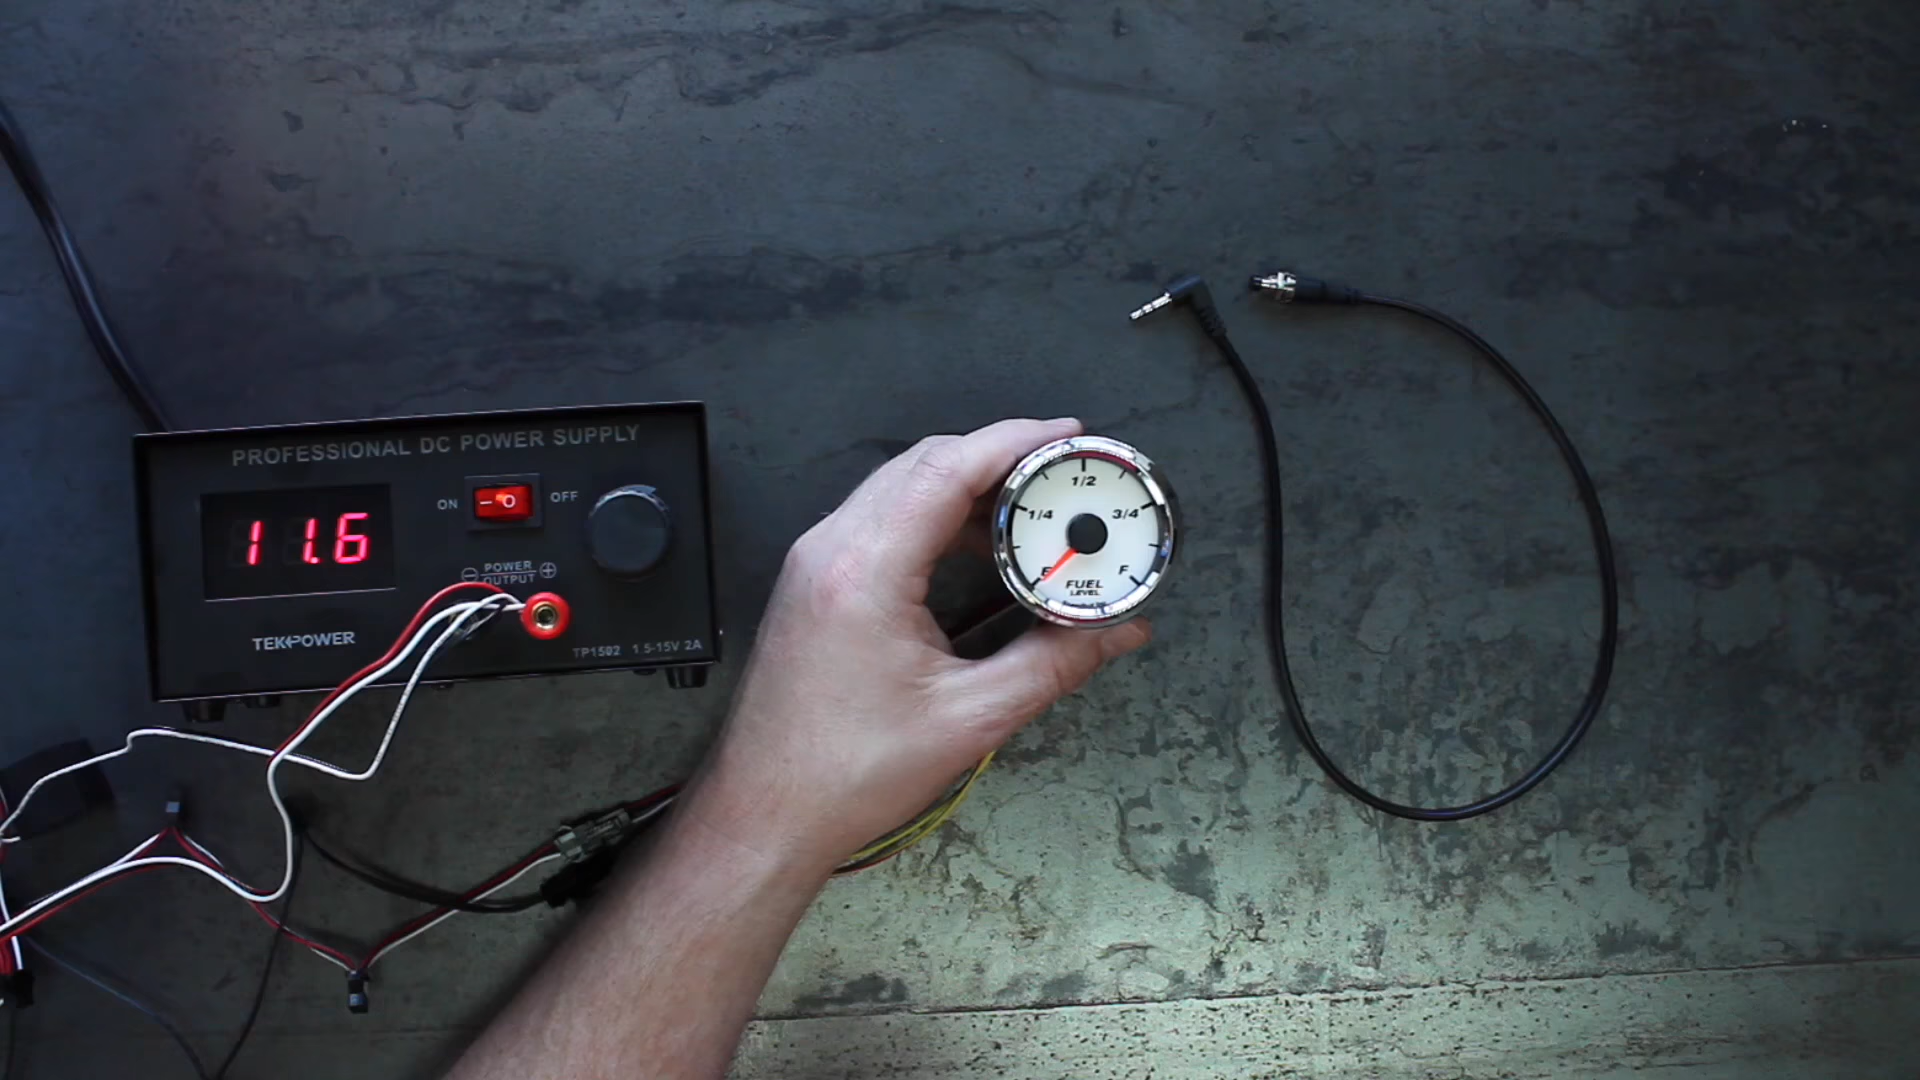 PROFESSIONAL DC POWER SUPPLY
ON
— O
OFF
11.6
POWER
OUTPUT
TEKPOWER
TP1502 1.5-15V 2A
1/2
1/4
3/4
E
F
FUEL
LEVEL